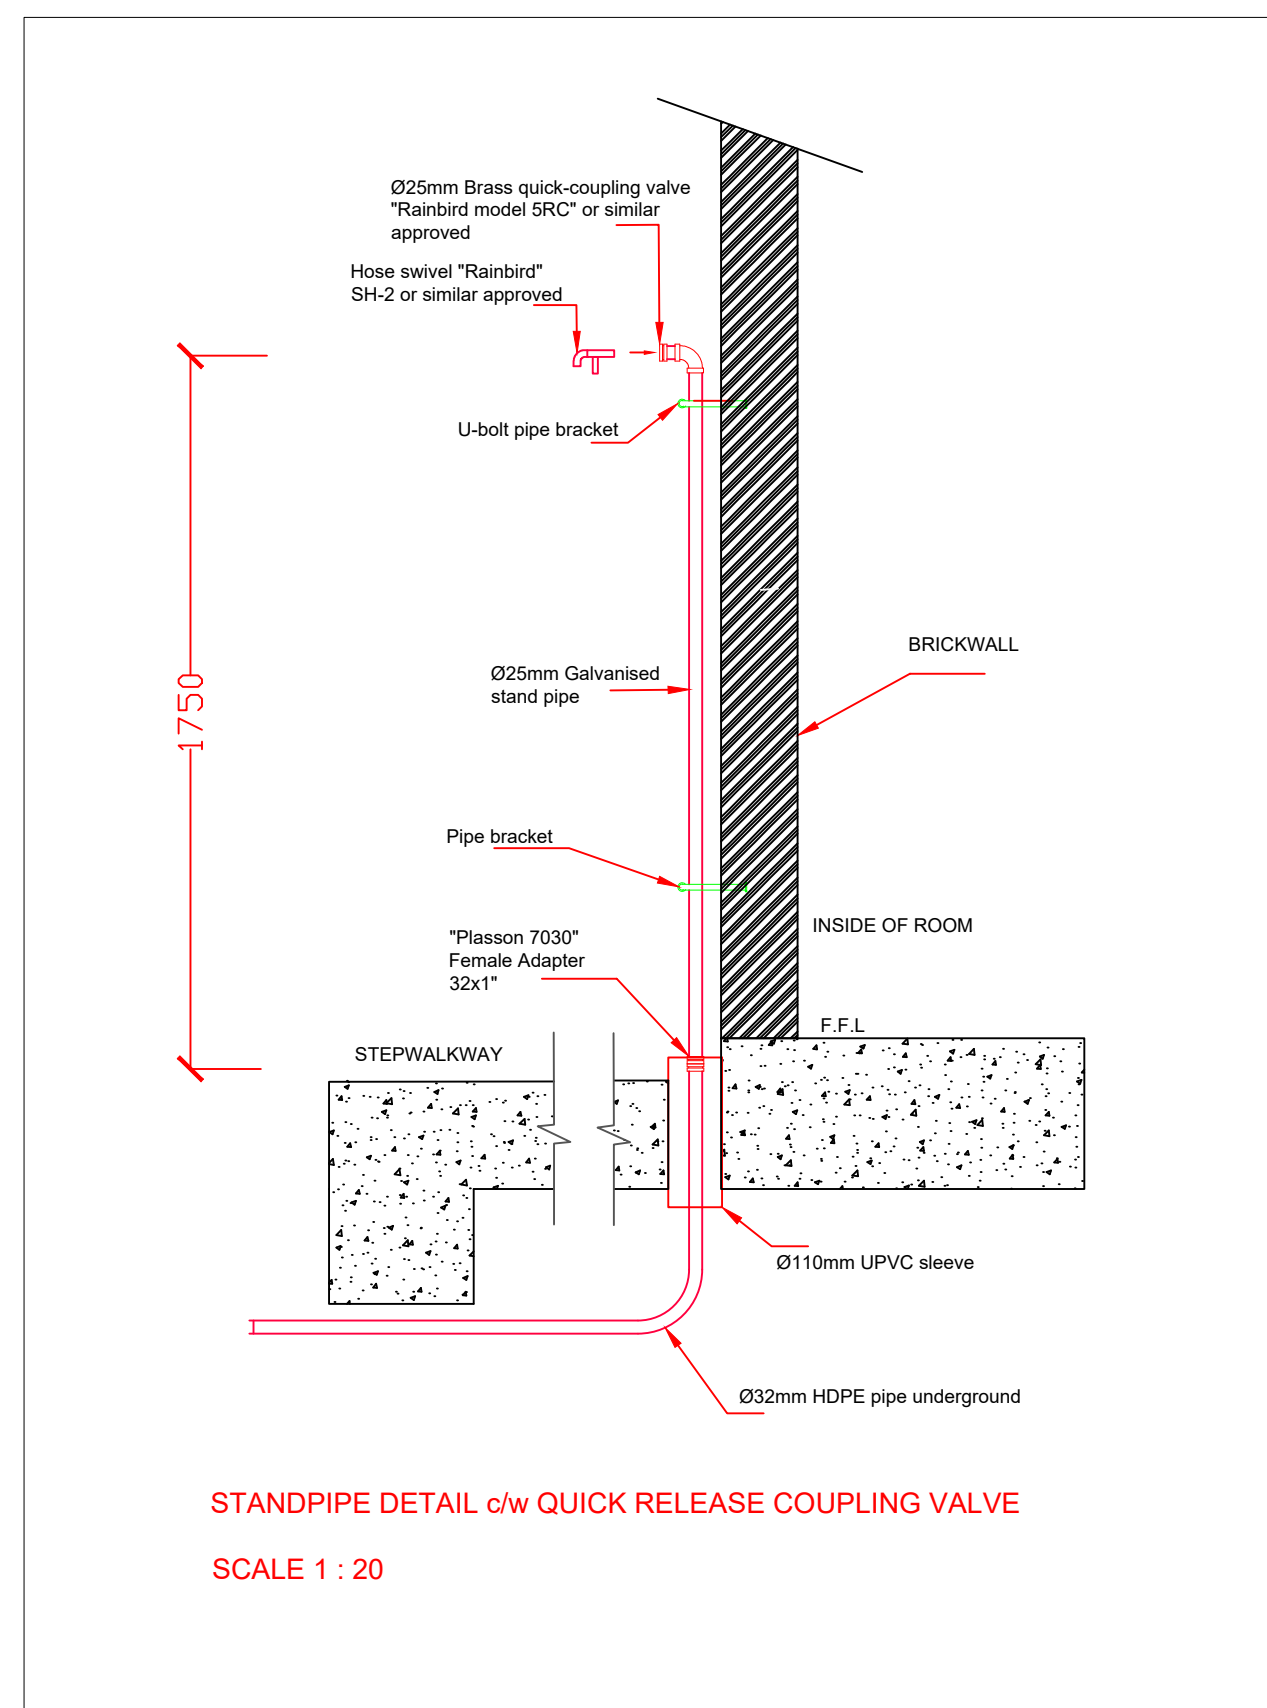 Ø25mm Brass quick-coupling valve
"Rainbird model 5RC" or similar
approved
Hose swivel "Rainbird"
SH-2 or similar approved
U-bolt pipe bracket
1750
Ø25mm Galvanised
stand pipe
BRICKWALL
Pipe bracket
INSIDE OF ROOM
"Plasson 7030"
Female Adapter
32x1"
F.F.L
STEPWALKWAY
Ø110mm UPVC sleeve
Ø32mm HDPE pipe underground
STANDPIPE DETAIL c/w QUICK RELEASE COUPLING VALVE
SCALE 1 : 20